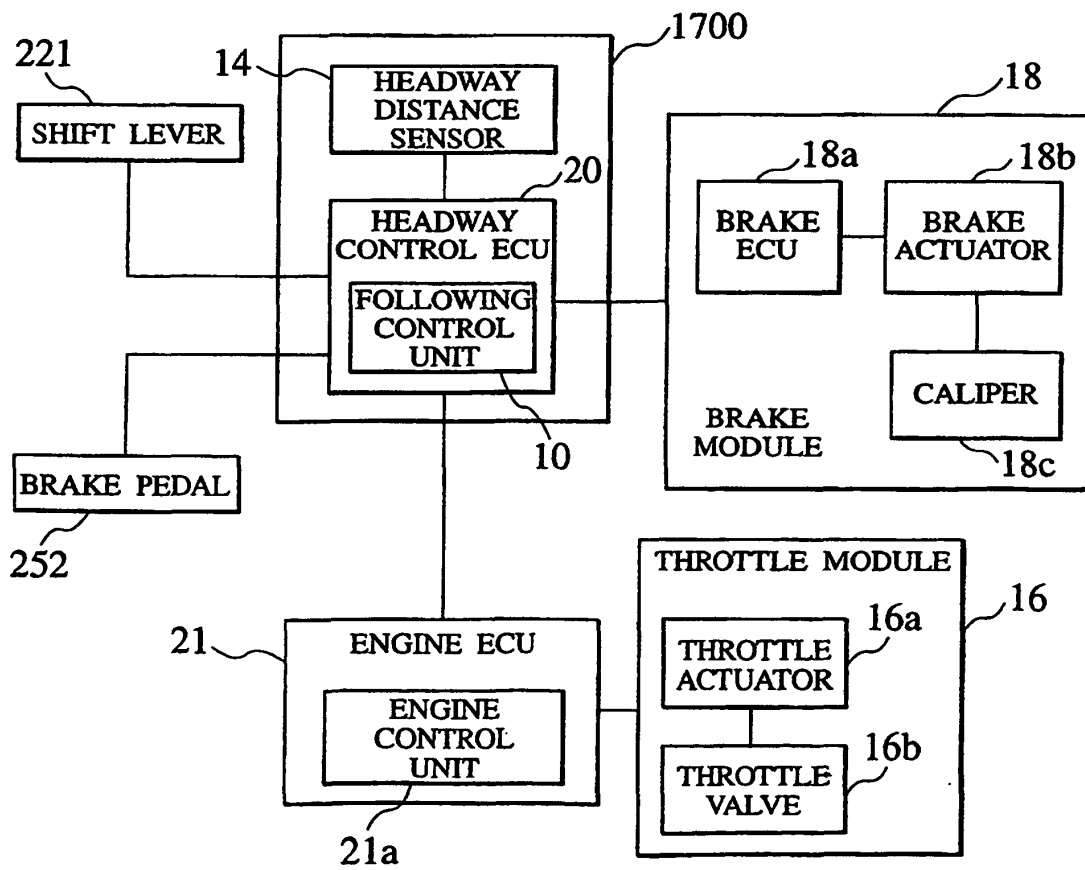 1700
221
14
HEADWAY
DISTANCE
SENSOR
18
SHIFT LEVER
20
18a
18b
HEADWAY
CONTROL ECU
BRAKE
ECU
BRAKE
ACTUATOR
FOLLOWING
CONTROL
UNIT
CALIPER
BRAKE
MODULE
10
18c
BRAKE PEDAL
252
THROTTLE MODULE
16
21
ENGINE ECU
16a
THROTTLE
ACTUATOR
ENGINE
CONTROL
UNIT
16b
THROTTLE
VALVE
21a